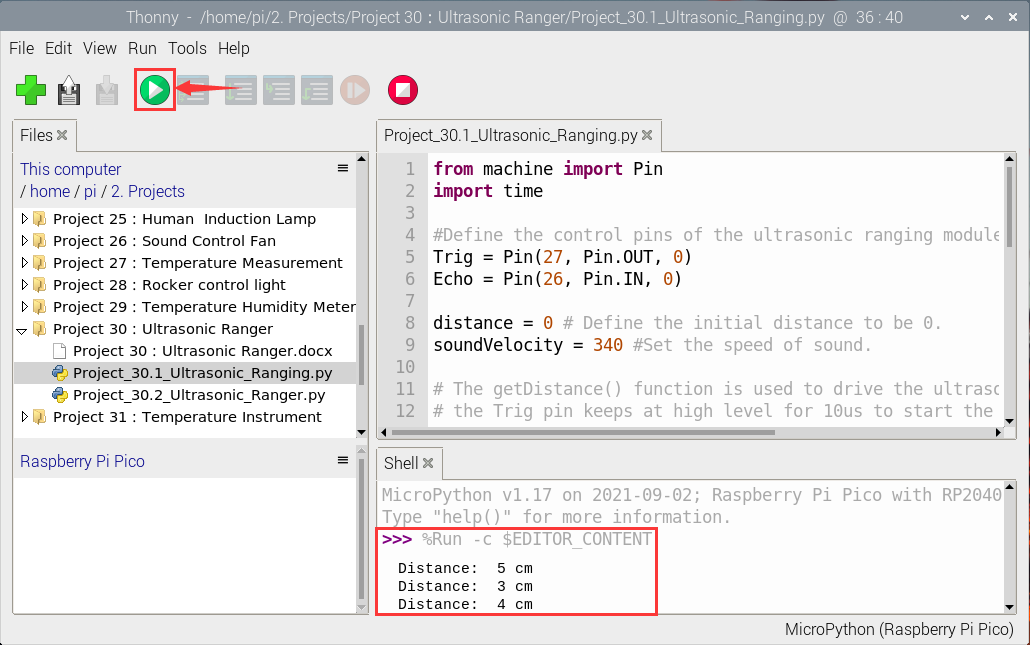 Thonny - /home/pi/2. Projects/Project 30 : Ultrasonic Ranger/Project_30.1_Ultrasonic_Ranging.py @ 36 : 40
File Edit View Run Tools Help
Files
This computer
/ home / pi / 2. Projects
Project 25 : Human Induction Lamp
Project 26 : Sound Control Fan
Project 27 : Temperature Measurement
Project 28 : Rocker control light
Project 29 : Temperature Humidity Meter
Project 30 : Ultrasonic Ranger
Project 30 : Ultrasonic Ranger.docx
Project_30.1_Ultrasonic_Ranging.py
Project_30.2_Ultrasonic_Ranger.py
Project 31 : Temperature Instrument
Raspberry Pi Pico
Project_30.1_Ultrasonic_Ranging.py
1 from machine import Pin
2 import time
3
4 #Define the control pins of the ultrasonic ranging module
5 Trig = Pin(27, Pin.OUT, 0)
6 Echo = Pin(26, Pin.IN, 0)
7
8 distance = 0 # Define the initial distance to be 0.
9 soundVelocity = 340 #Set the speed of sound.
10
11 # The getDistance() function is used to drive the ultraso
12 # the Trig pin keeps at high level for 10us to start the
Shell
MicroPython v1.17 on 2021-09-02; Raspberry Pi Pico with RP2040
Type "help()" for more information.
>>> %Run -c $EDITOR_CONTENT
Distance: 5 cm
Distance: 3 cm
Distance: 4 cm
MicroPython (Raspberry Pi Pico)